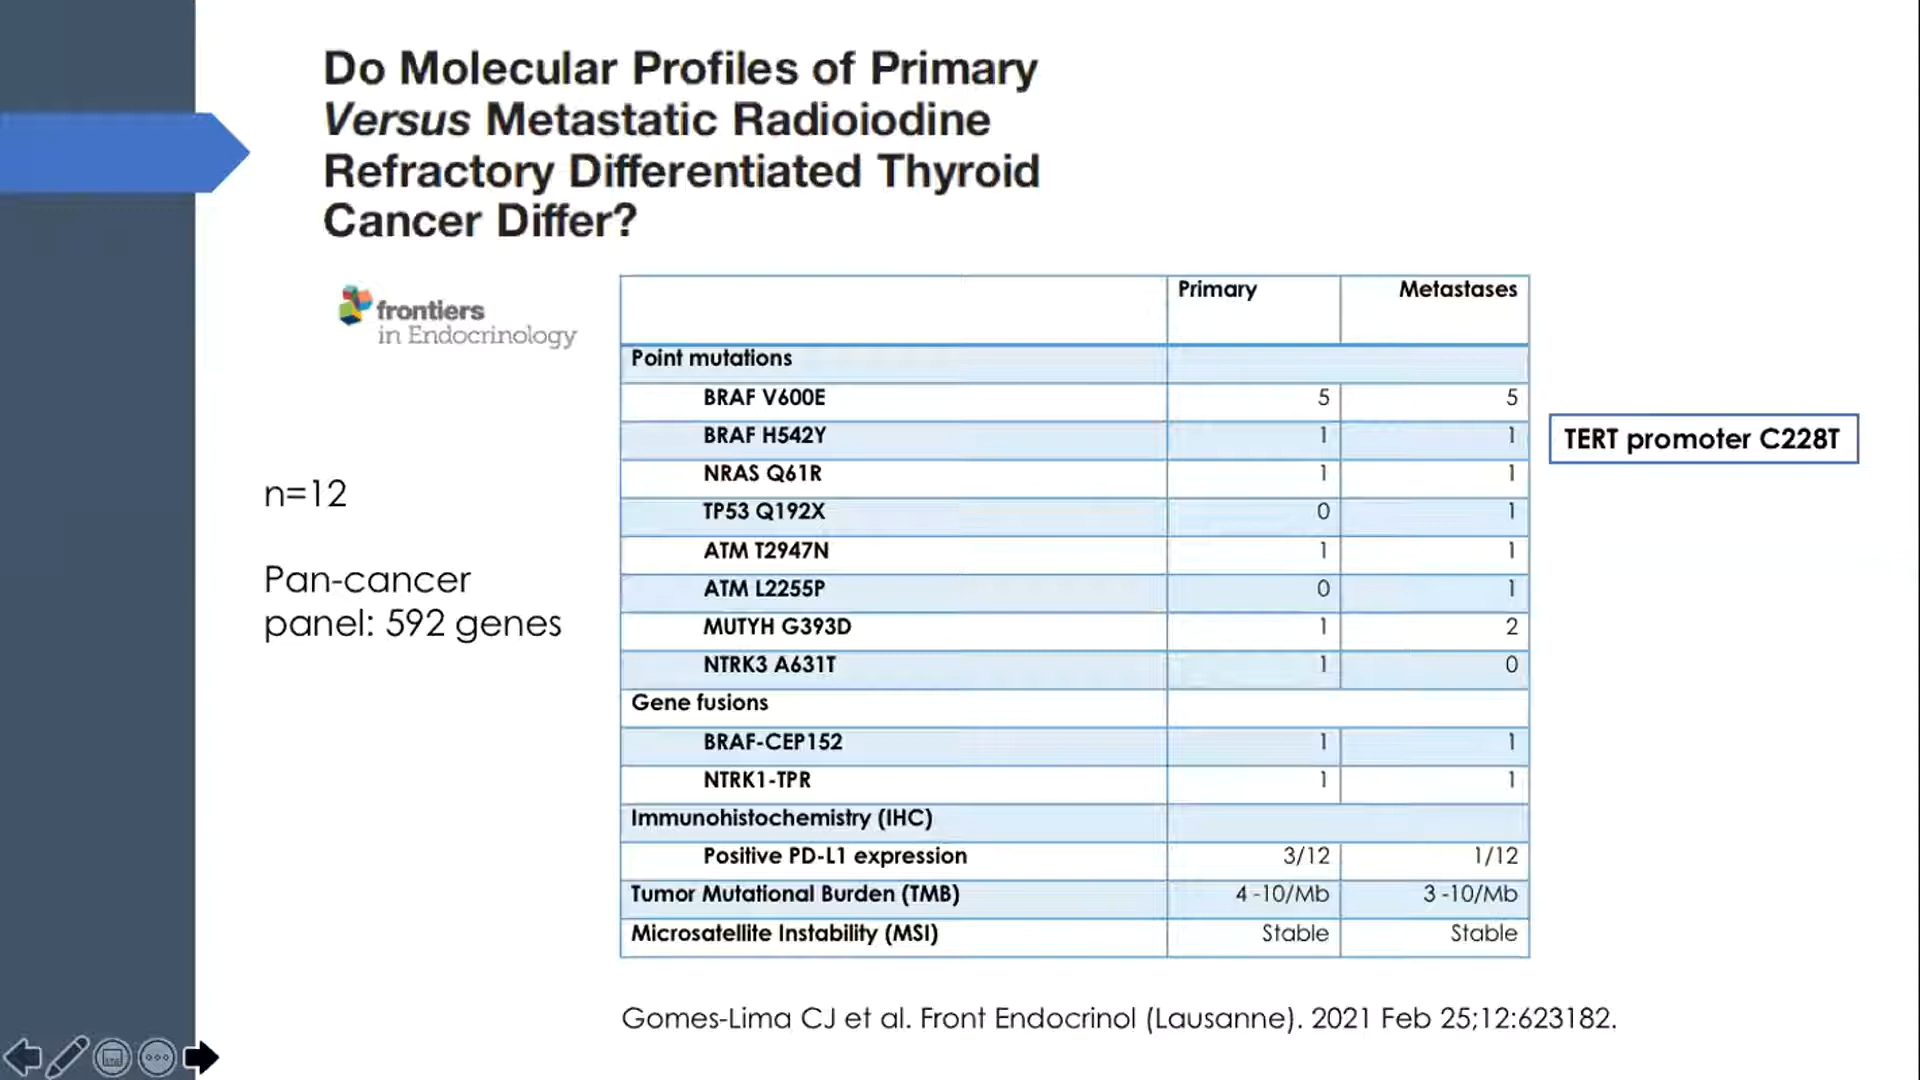 Do Molecular Profiles of Primary
Versus Metastatic Radioiodine
Refractory Differentiated Thyroid
Cancer Differ?
frontiers
in Endocrinology
n=12
Pan-cancer
panel: 592 genes
Primary Metastases
Point mutations
BRAF V600E 5 5
BRAF H542Y 1 1
NRAS Q61R 1 1
TP53 Q192X 0 1
ATM T2947N 1 1
ATM L2255P 0 1
MUTYH G393D 1 2
NTRK3 A631T 1 0
Gene fusions
BRAF-CEP152 1 1
NTRK1-TPR 1 1
Immunohistochemistry (IHC)
Positive PD-L1 expression 3/12 1/12
Tumor Mutational Burden (TMB) 4 -10/Mb 3 -10/Mb
Microsatellite Instability (MSI) Stable Stable
TERT promoter C228T
Gomes-Lima CJ et al. Front Endocrinol (Lausanne). 2021 Feb 25;12:623182.